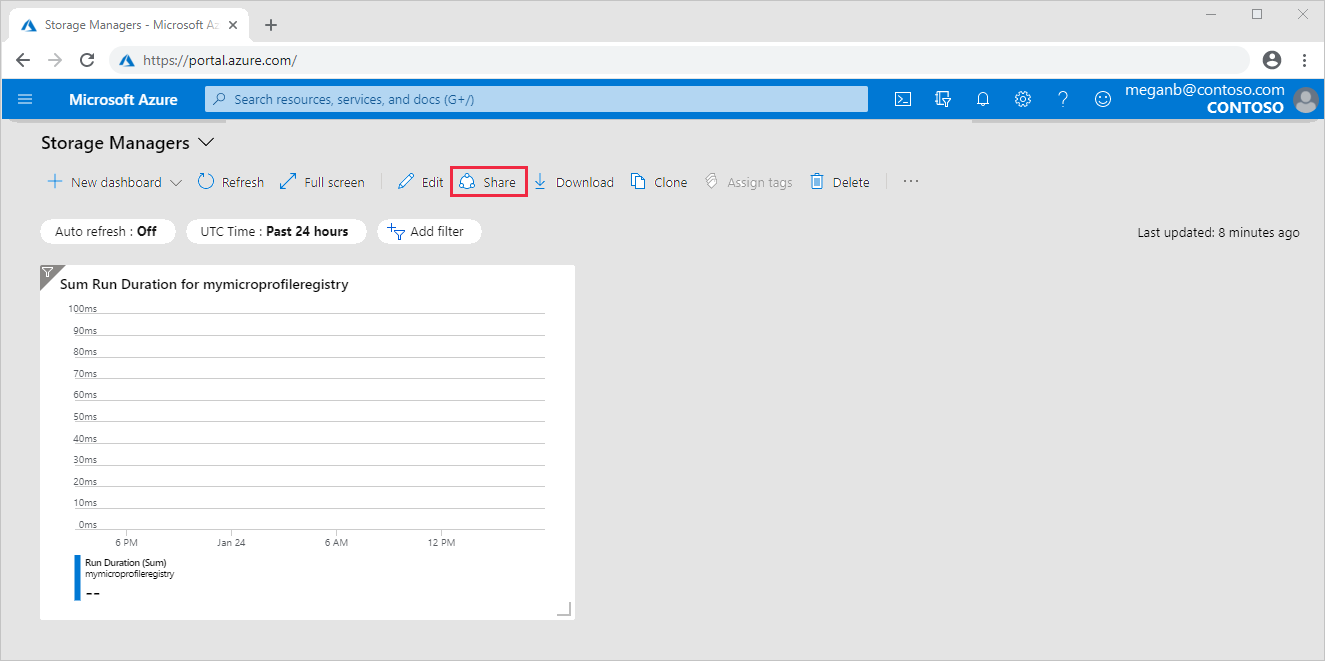 Storage Managers - Microsoft Az
https://portal.azure.com/
Microsoft Azure
Search resources, services, and docs (G+/)
meganb@contoso.com
CONTOSO
Storage Managers
New dashboard
Refresh
Full screen
Edit
Share
Download
Clone
Assign tags
Delete
Auto refresh : Off
UTC Time : Past 24 hours
Add filter
Last updated: 8 minutes ago
Sum Run Duration for mymicroprofileregistry
100ms
90ms
80ms
70ms
60ms
50ms
40ms
30ms
20ms
10ms
0ms
6 PM
Jan 24
6 AM
12 PM
Run Duration (Sum)
mymicroprofileregistry
--